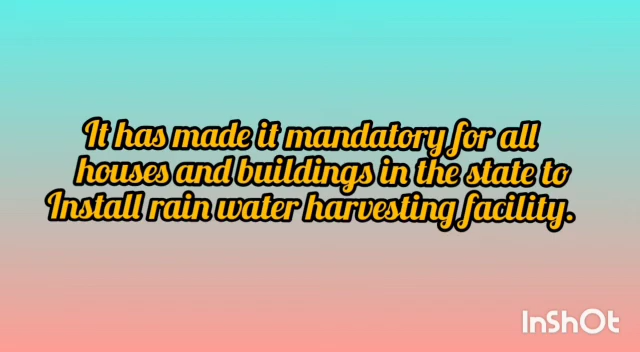 It has made it mandatory for all
houses and buildings in the state to
Install rain water harvesting facility.
InShOt